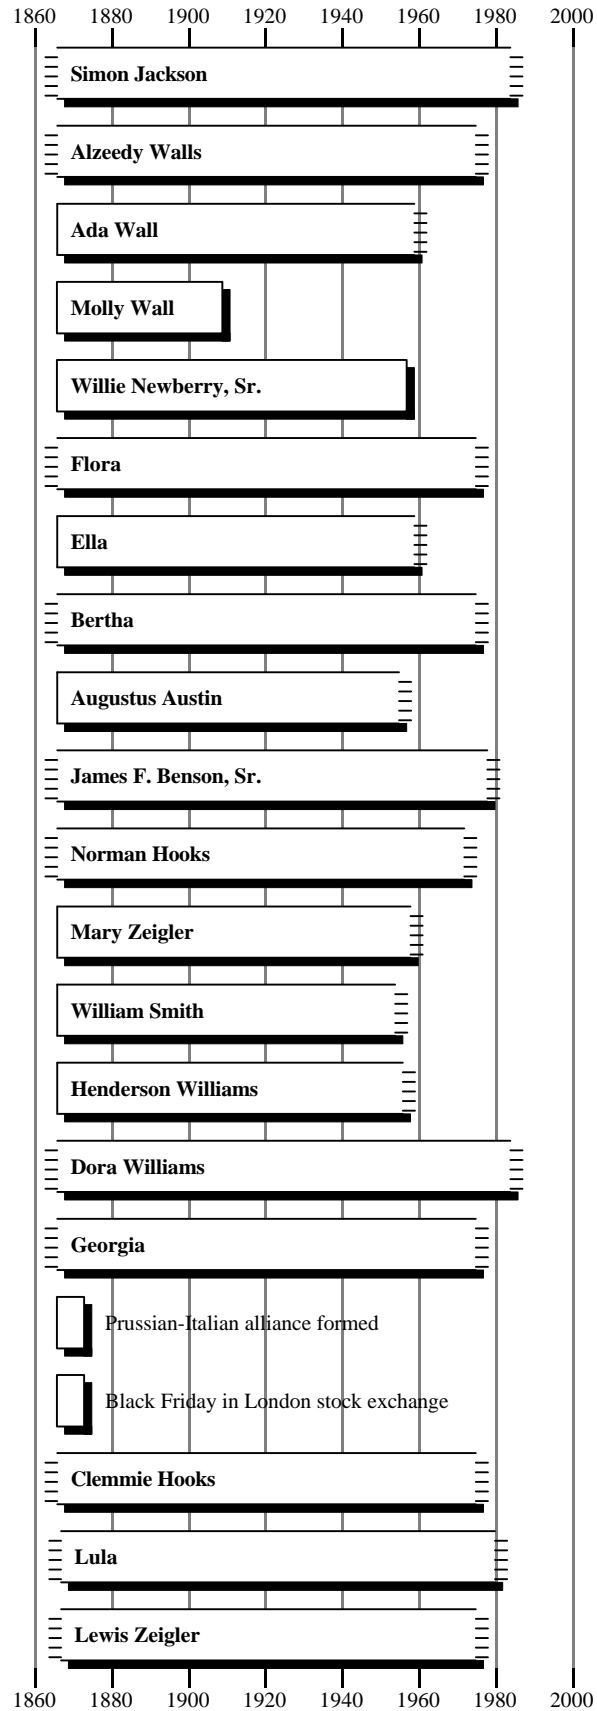 1860 1880 1900 1920 1940 1960 1980 2000
Simon Jackson
Alzeedy Walls
Ada Wall
Molly Wall
Willie Newberry, Sr.
Flora
Ella
Bertha
Augustus Austin
James F. Benson, Sr.
Norman Hooks
Mary Zeigler
William Smith
Henderson Williams
Dora Williams
Georgia
Prussian-Italian alliance formed
Black Friday in London stock exchange
Clemmie Hooks
Lula
Lewis Zeigler
1860 1880 1900 1920 1940 1960 1980 2000